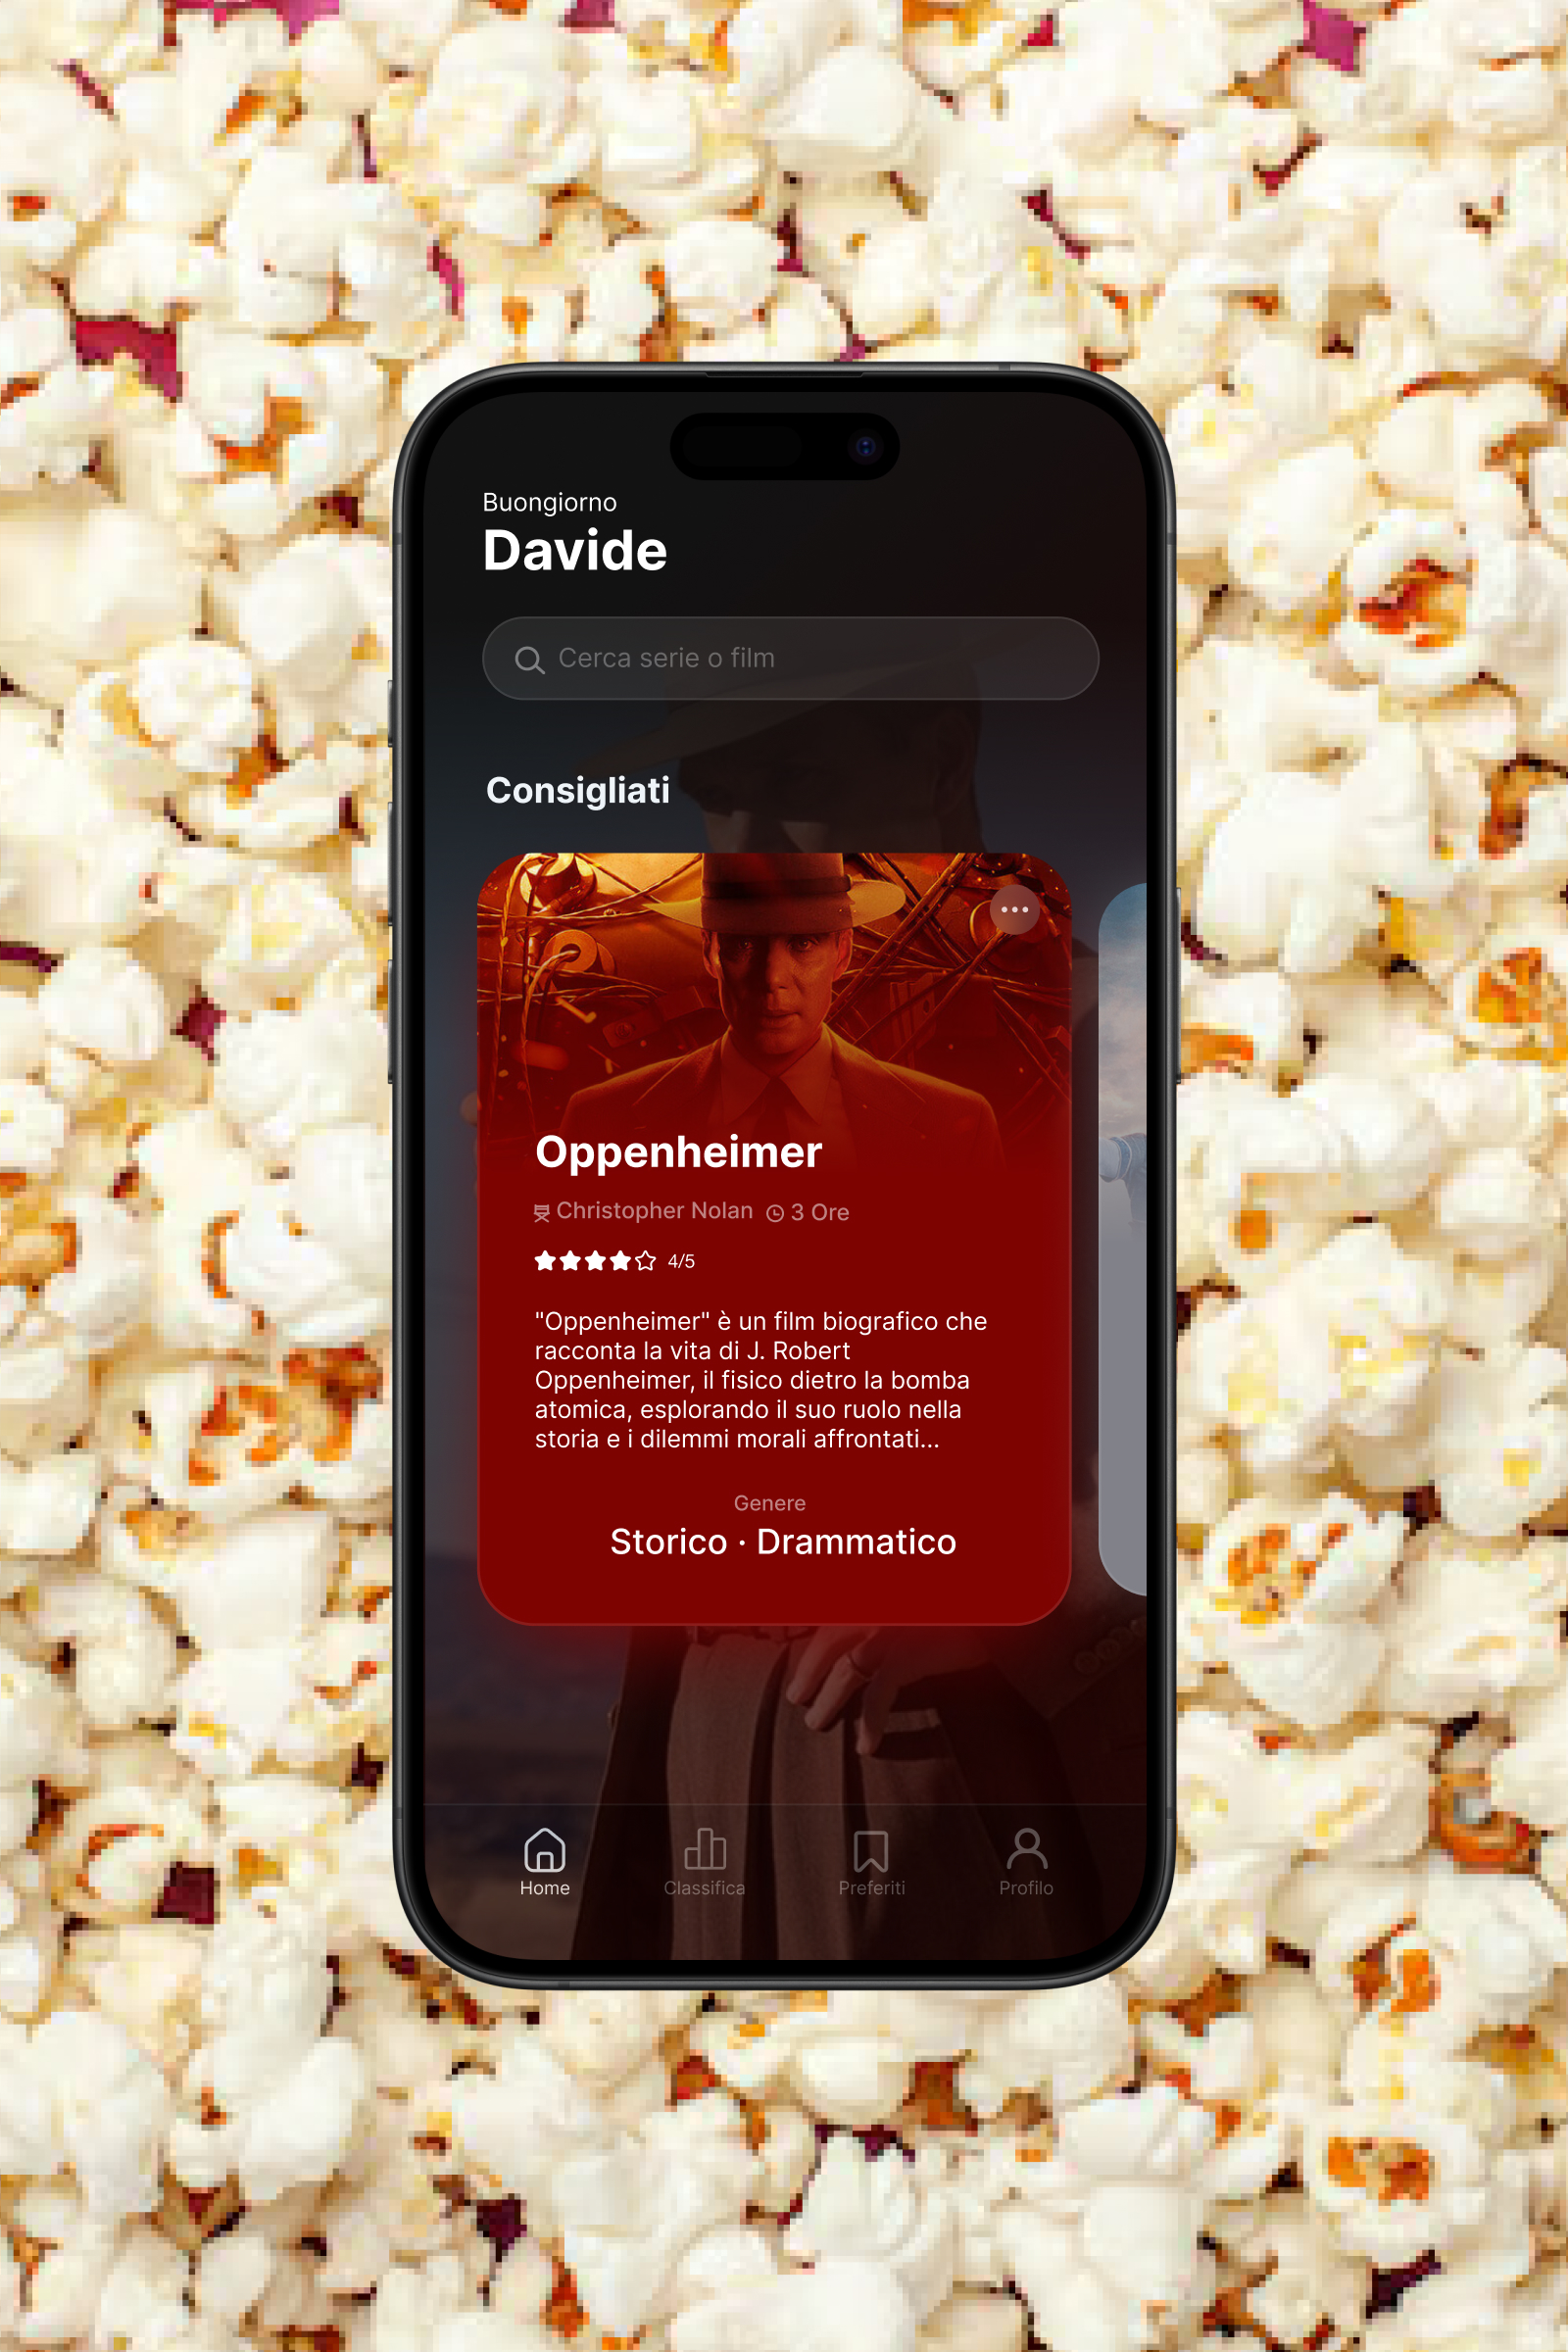 Buongiorno
Davide
Cerca serie o film
Consigliati
Oppenheimer
Christopher Nolan 3 Ore
4/5
"Oppenheimer" è un film biografico che
racconta la vita di J. Robert
Oppenheimer, il fisico dietro la bomba
atomica, esplorando il suo ruolo nella
storia e i dilemmi morali affrontati...
Genere
Storico · Drammatico
Home Classifica Preferiti Profilo